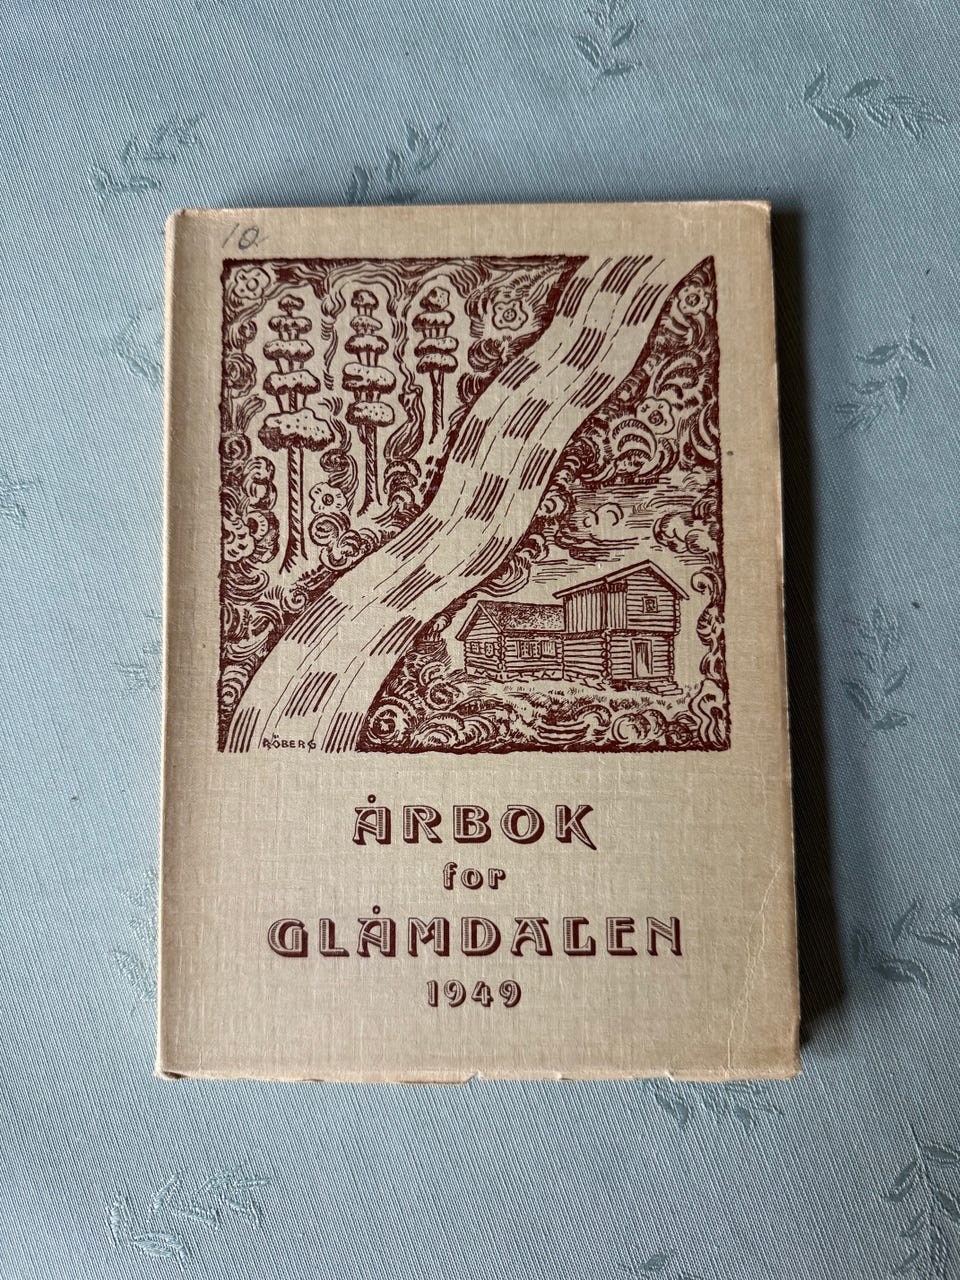 10
RÖBERG
ÅRBOK
for
GLÅMDALEN
1949